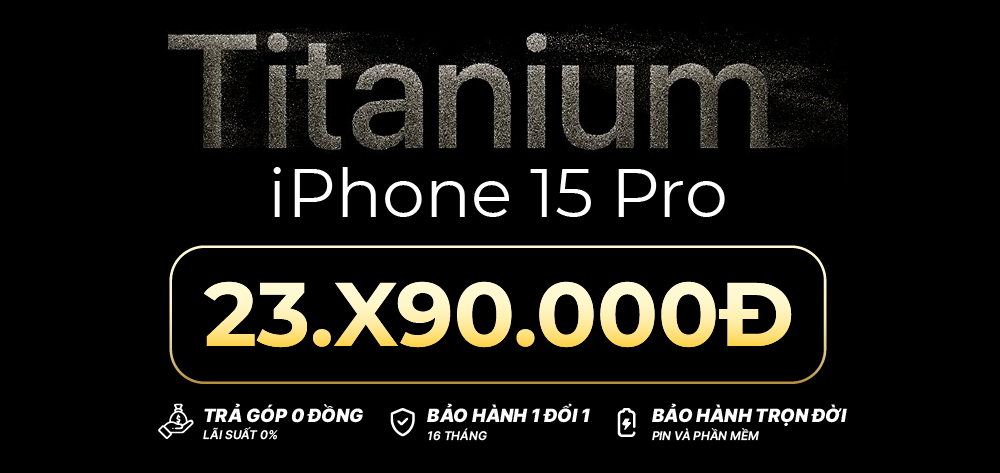 Titanium
iPhone 15 Pro
23.X90.000Đ
TRẢ GÓP 0 ĐỒNG
LÃI SUẤT 0%
BẢO HÀNH 1 ĐỔI 1
16 THÁNG
BẢO HÀNH TRỌN ĐỜI
PIN VÀ PHẦN MỀM